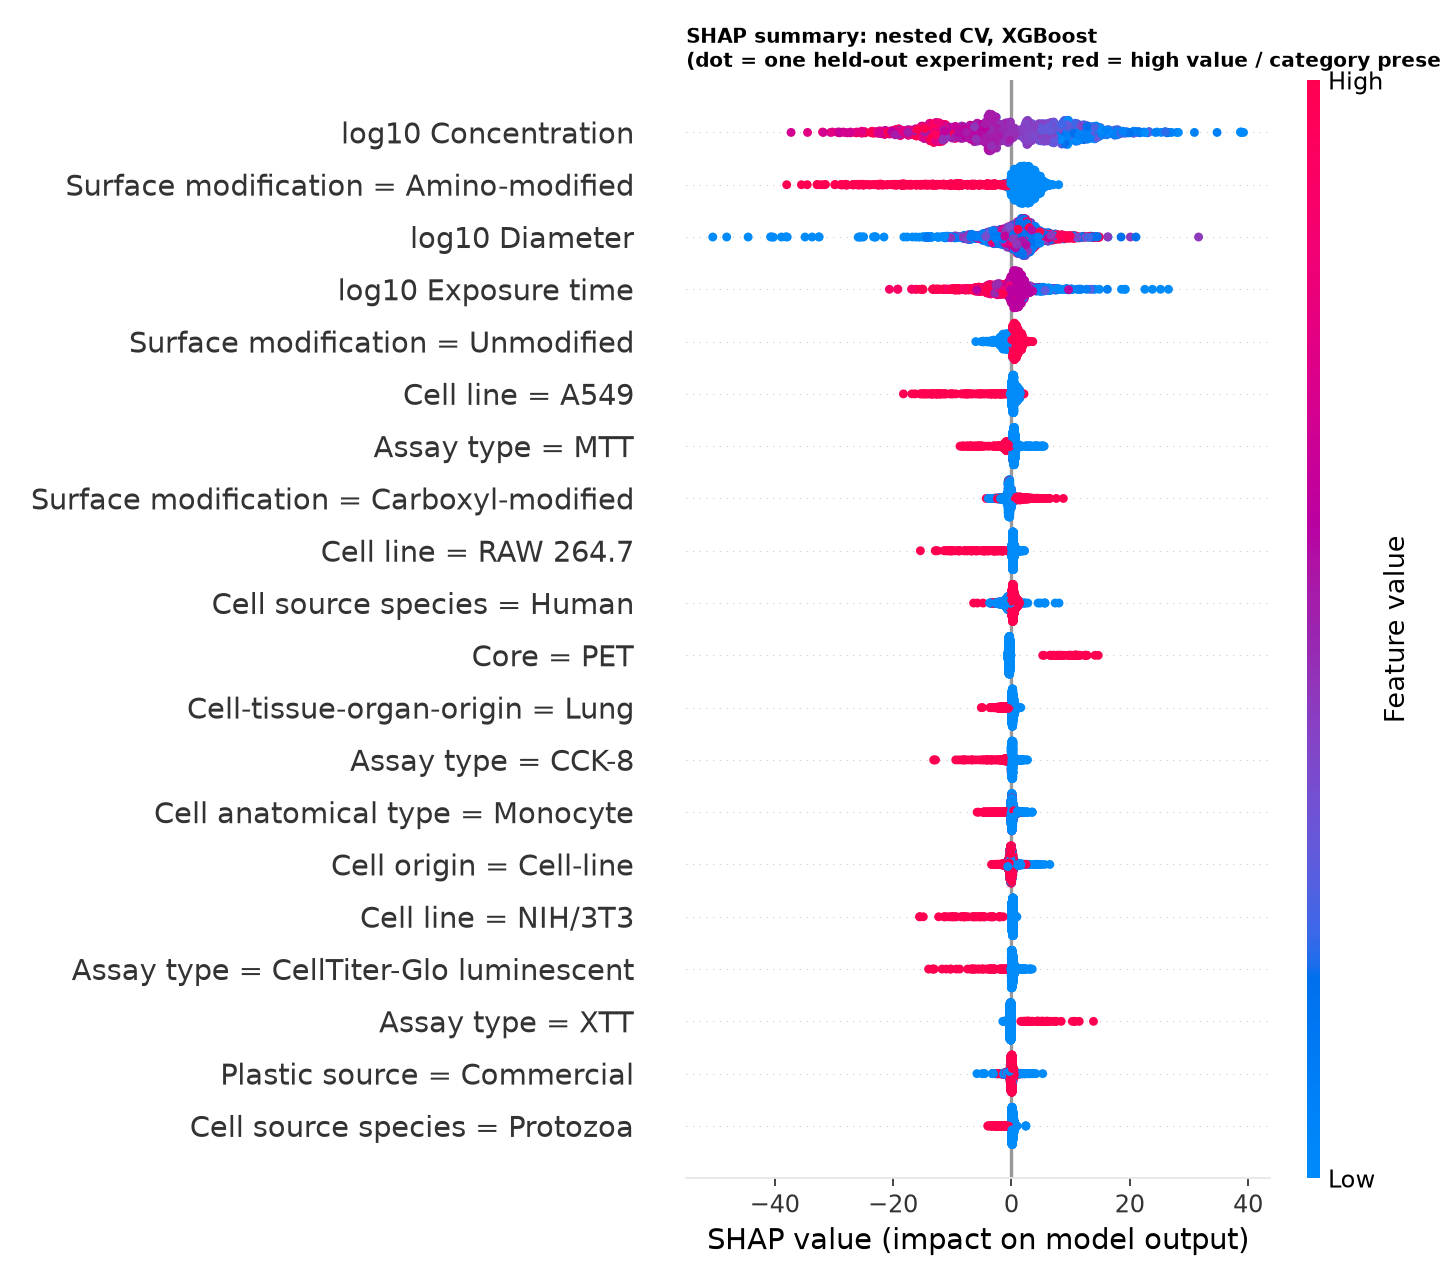 SHAP summary: nested CV, XGBoost
(dot = one held-out experiment; red = high value / category prese
High
log10 Concentration
Surface modification = Amino-modified
log10 Diameter
log10 Exposure time
Surface modification = Unmodified
Cell line = A549
Assay type = MTT
Surface modification = Carboxyl-modified
Cell line = RAW 264.7
Cell source species = Human
Core = PET
Cell-tissue-organ-origin = Lung
Assay type = CCK-8
Cell anatomical type = Monocyte
Cell origin = Cell-line
Cell line = NIH/3T3
Assay type = CellTiter-Glo luminescent
Assay type = XTT
Plastic source = Commercial
Cell source species = Protozoa
Feature value
Low
−40 −20 0 20 40
SHAP value (impact on model output)